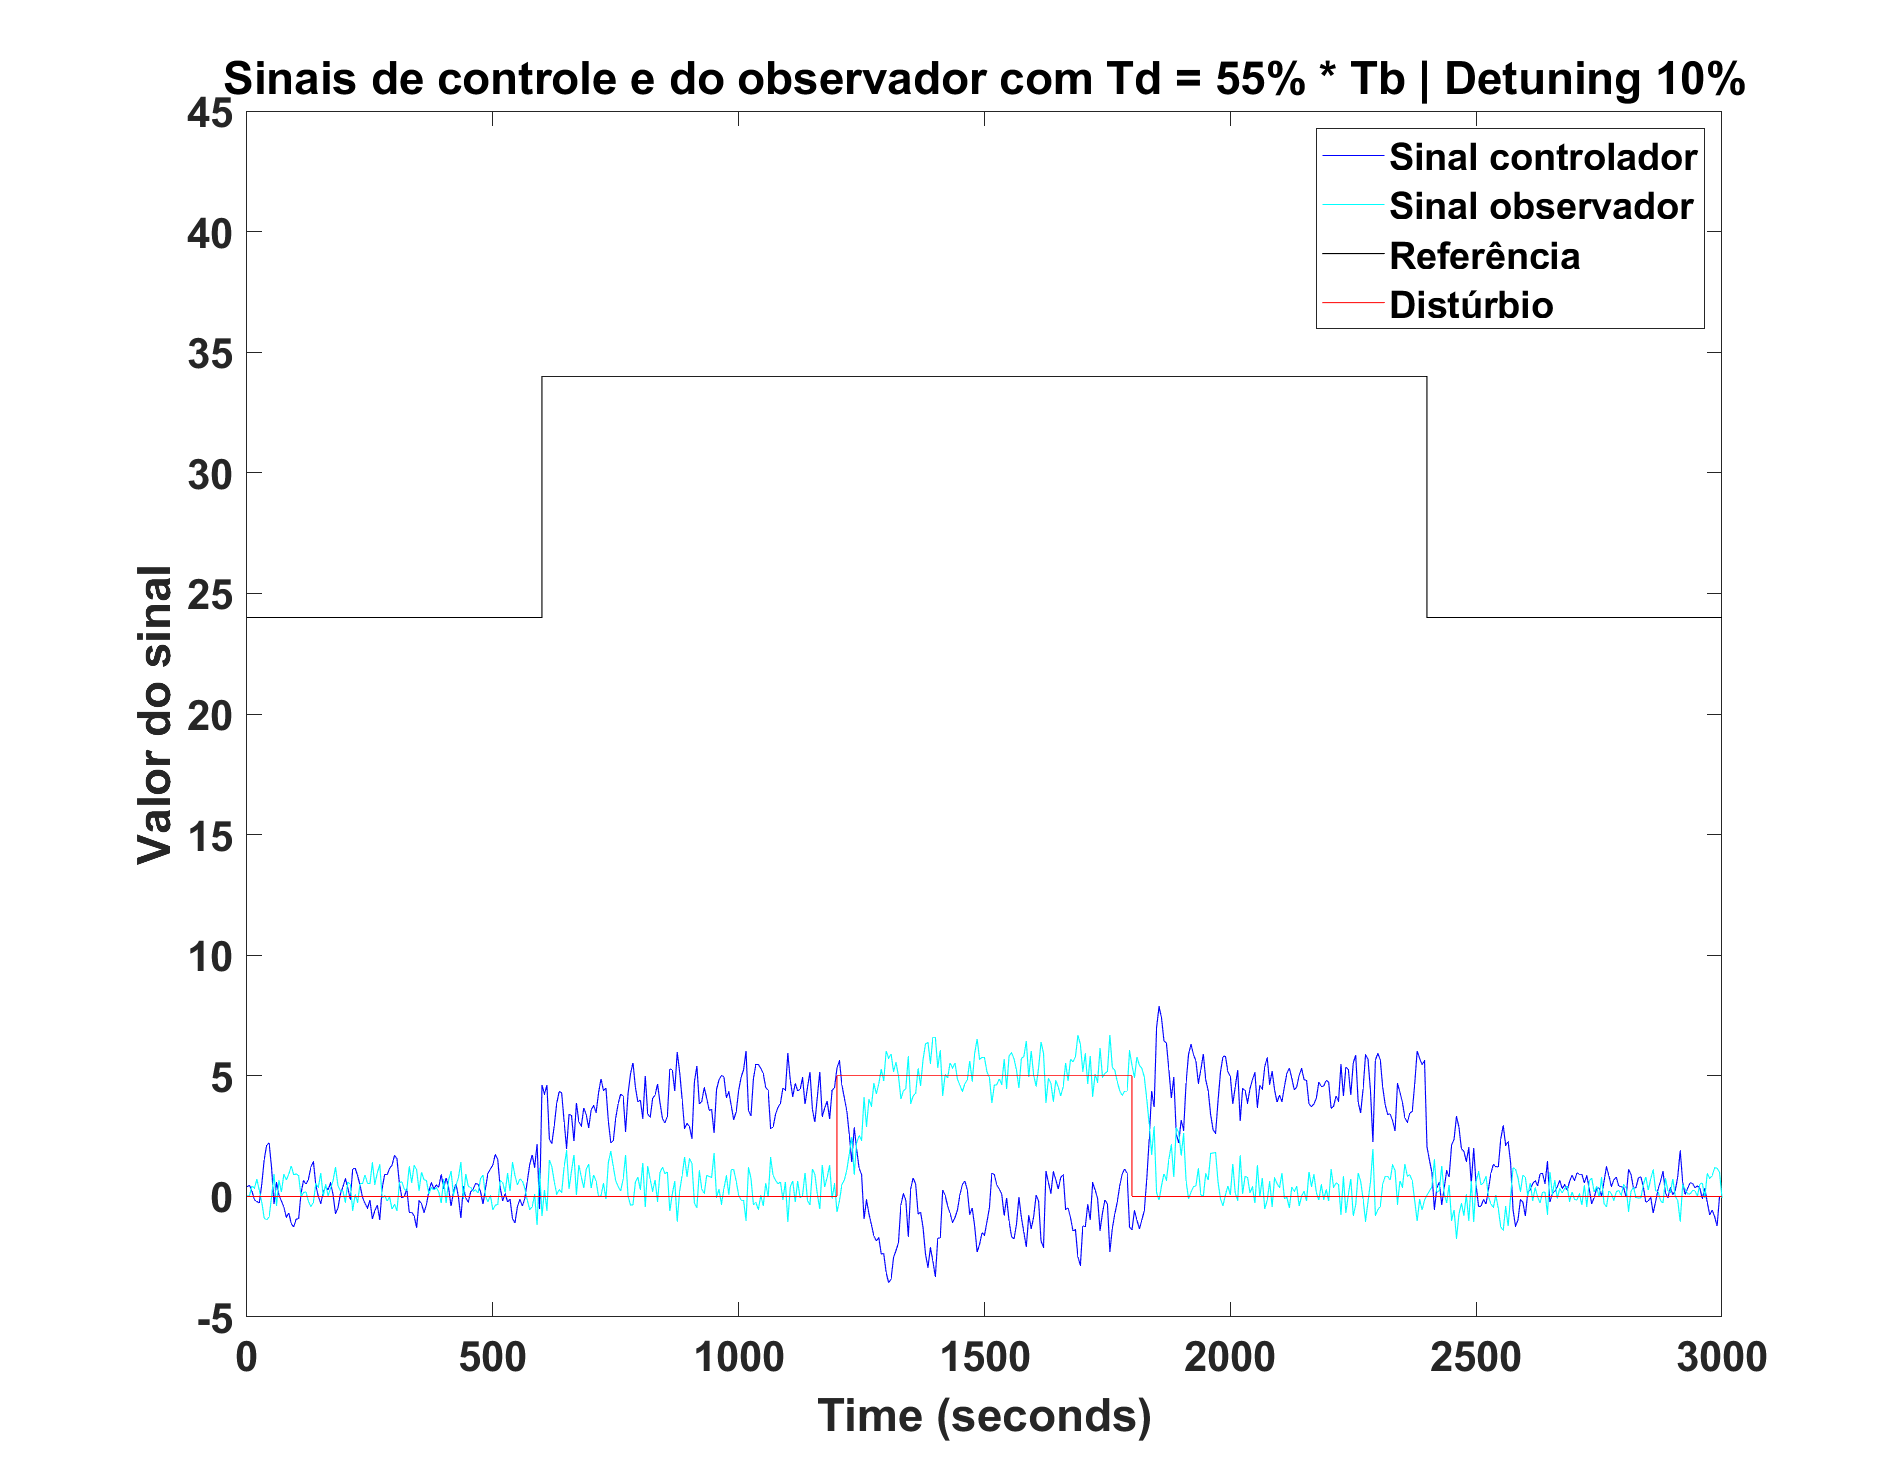 Sinais de controle e do observador com Td = 55% * Tb | Detuning 10%
45
40
35
30
25
20
15
10
5
0
-5
Valor do sinal
Sinal controlador
Sinal observador
Referência
Distúrbio
0 500 1000 1500 2000 2500 3000
Time (seconds)